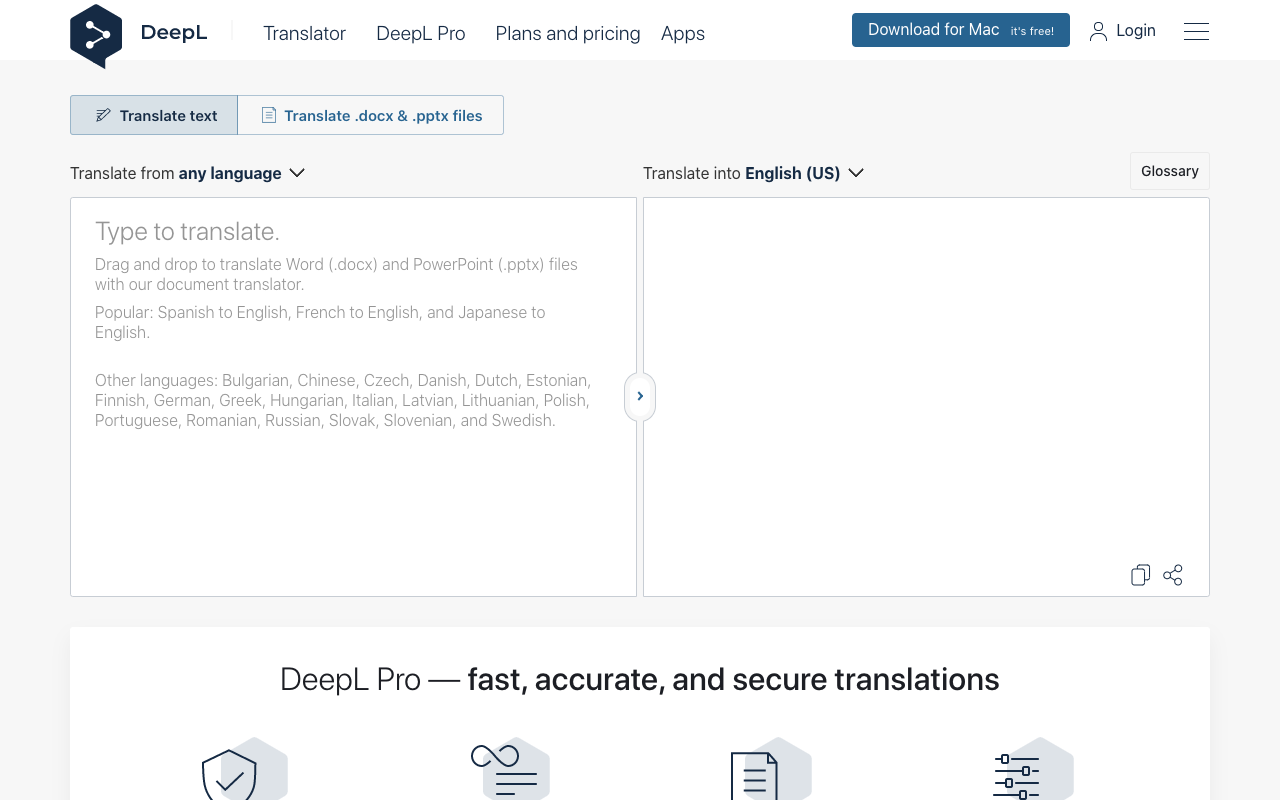 DeepL
Translator
DeepL Pro
Plans and pricing
Apps
Download for Mac it's free!
Login
Translate text
Translate .docx & .pptx files
Translate from any language
Translate into English (US)
Glossary
Type to translate.
Drag and drop to translate Word (.docx) and PowerPoint (.pptx) files
with our document translator.
Popular: Spanish to English, French to English, and Japanese to
English.
Other languages: Bulgarian, Chinese, Czech, Danish, Dutch, Estonian,
Finnish, German, Greek, Hungarian, Italian, Latvian, Lithuanian, Polish,
Portuguese, Romanian, Russian, Slovak, Slovenian, and Swedish.
DeepL Pro — fast, accurate, and secure translations